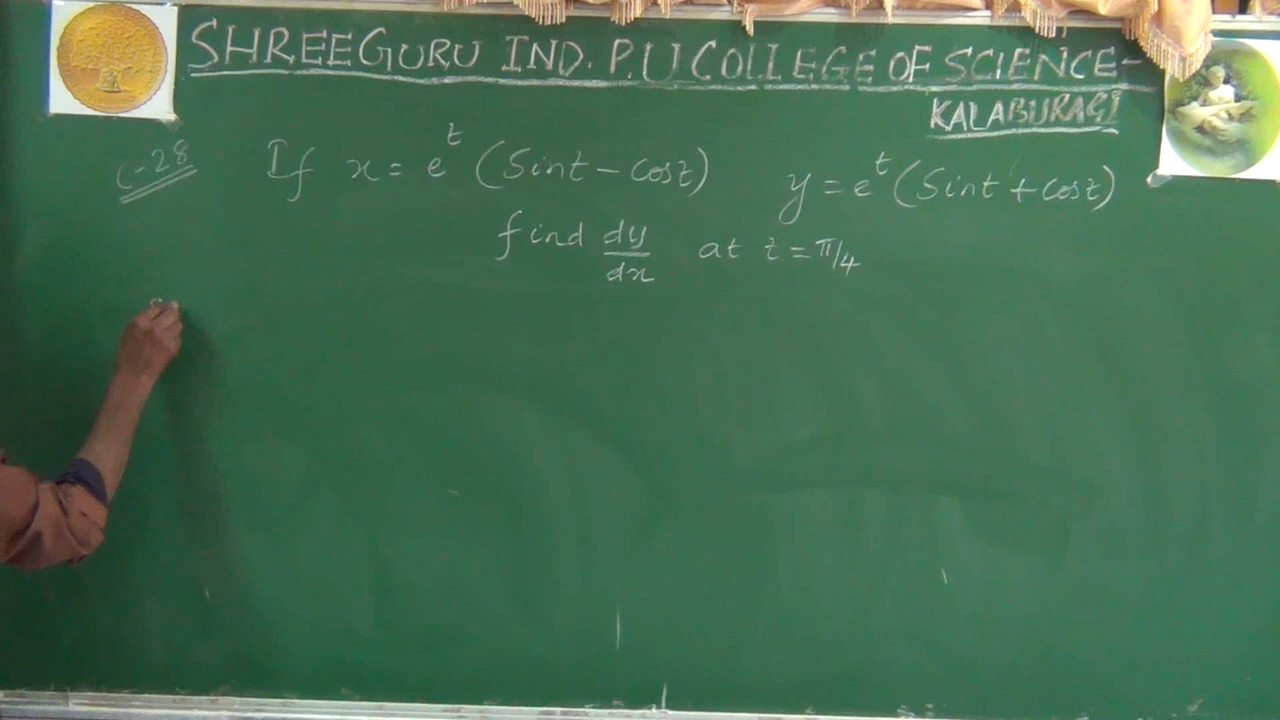 SHREEGURU IND. P.U COLLEGE OF SCIENCE-
KALABURAGI
C-28 If x = e^t (Sint - Cost) y = e^t (Sint + Cost)
find dy/dx at t = π/4